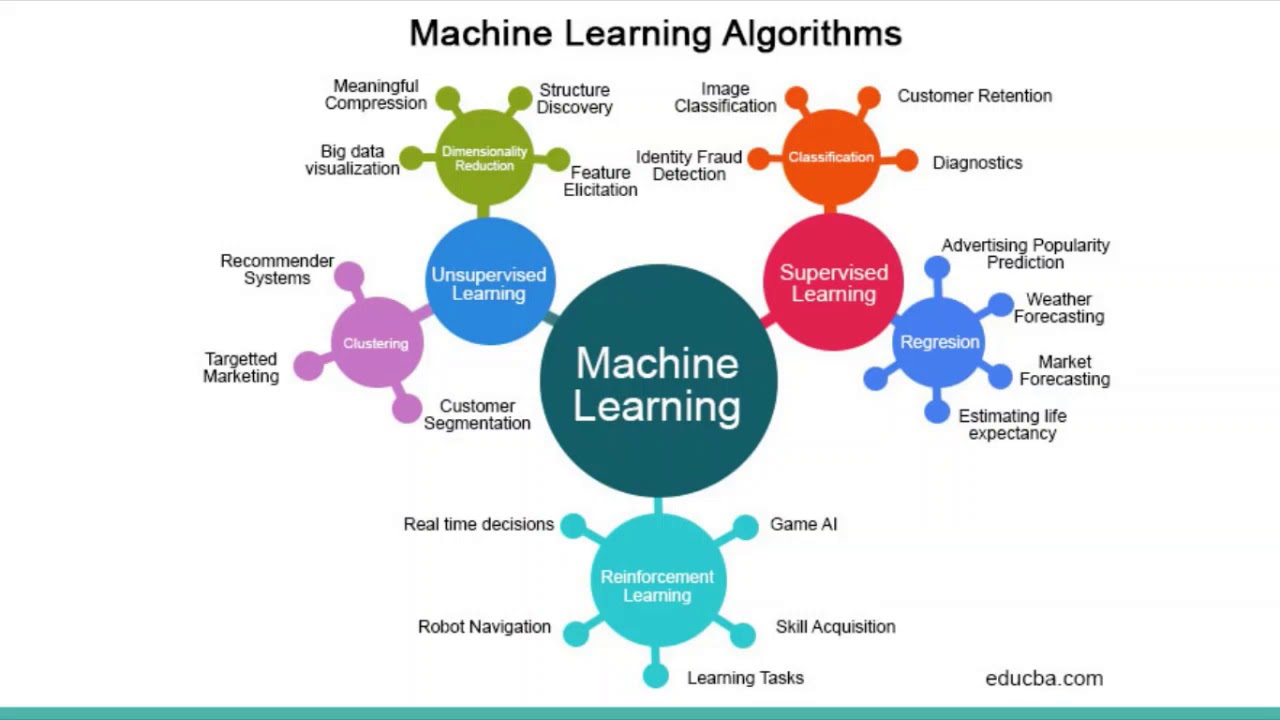 Machine Learning Algorithms
Meaningful
Compression
Structure
Discovery
Big data
visualization
Dimensionality
Reduction
Feature
Elicitation
Image
Classification
Customer Retention
Identity Fraud
Detection
Classification
Diagnostics
Recommender
Systems
Unsupervised
Learning
Clustering
Targetted
Marketing
Customer
Segmentation
Machine
Learning
Supervised
Learning
Advertising Popularity
Prediction
Weather
Forecasting
Regresion
Market
Forecasting
Estimating life
expectancy
Real time decisions
Game AI
Reinforcement
Learning
Robot Navigation
Skill Acquisition
Learning Tasks
educba.com